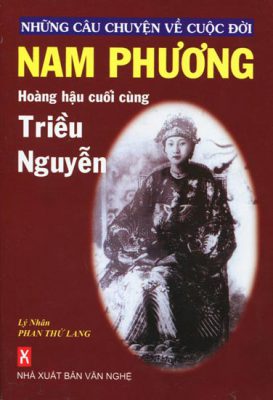 NHỮNG CÂU CHUYỆN VỀ CUỘC ĐỜI
NAM PHƯƠNG
Hoàng hậu cuối cùng
Triều
Nguyễn
Lý Nhân
PHAN THỨ LANG
NHÀ XUẤT BẢN VĂN NGHỆ